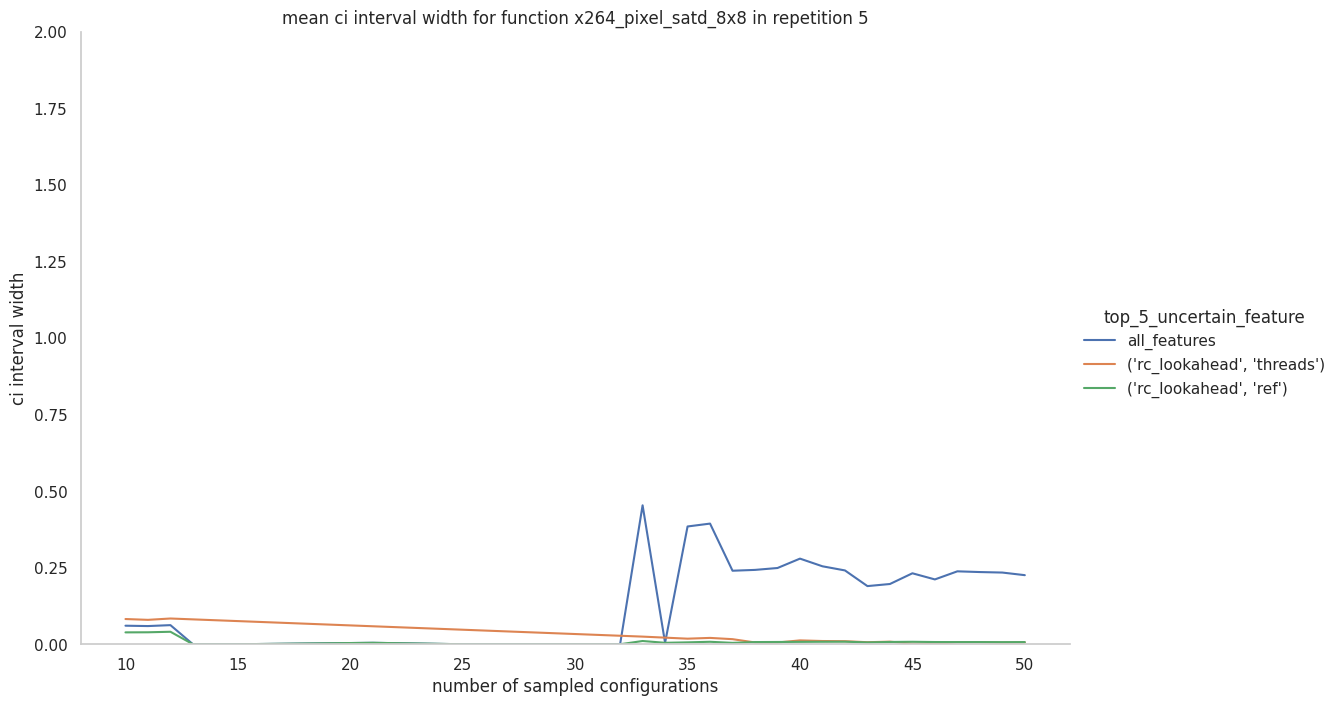 mean ci interval width for function x264_pixel_satd_8x8 in repetition 5
2.00
1.75
1.50
1.25
1.00
0.75
0.50
0.25
0.00
ci interval width
10 15 20 25 30 35 40 45 50
number of sampled configurations
top_5_uncertain_feature
all_features
('rc_lookahead', 'threads')
('rc_lookahead', 'ref')